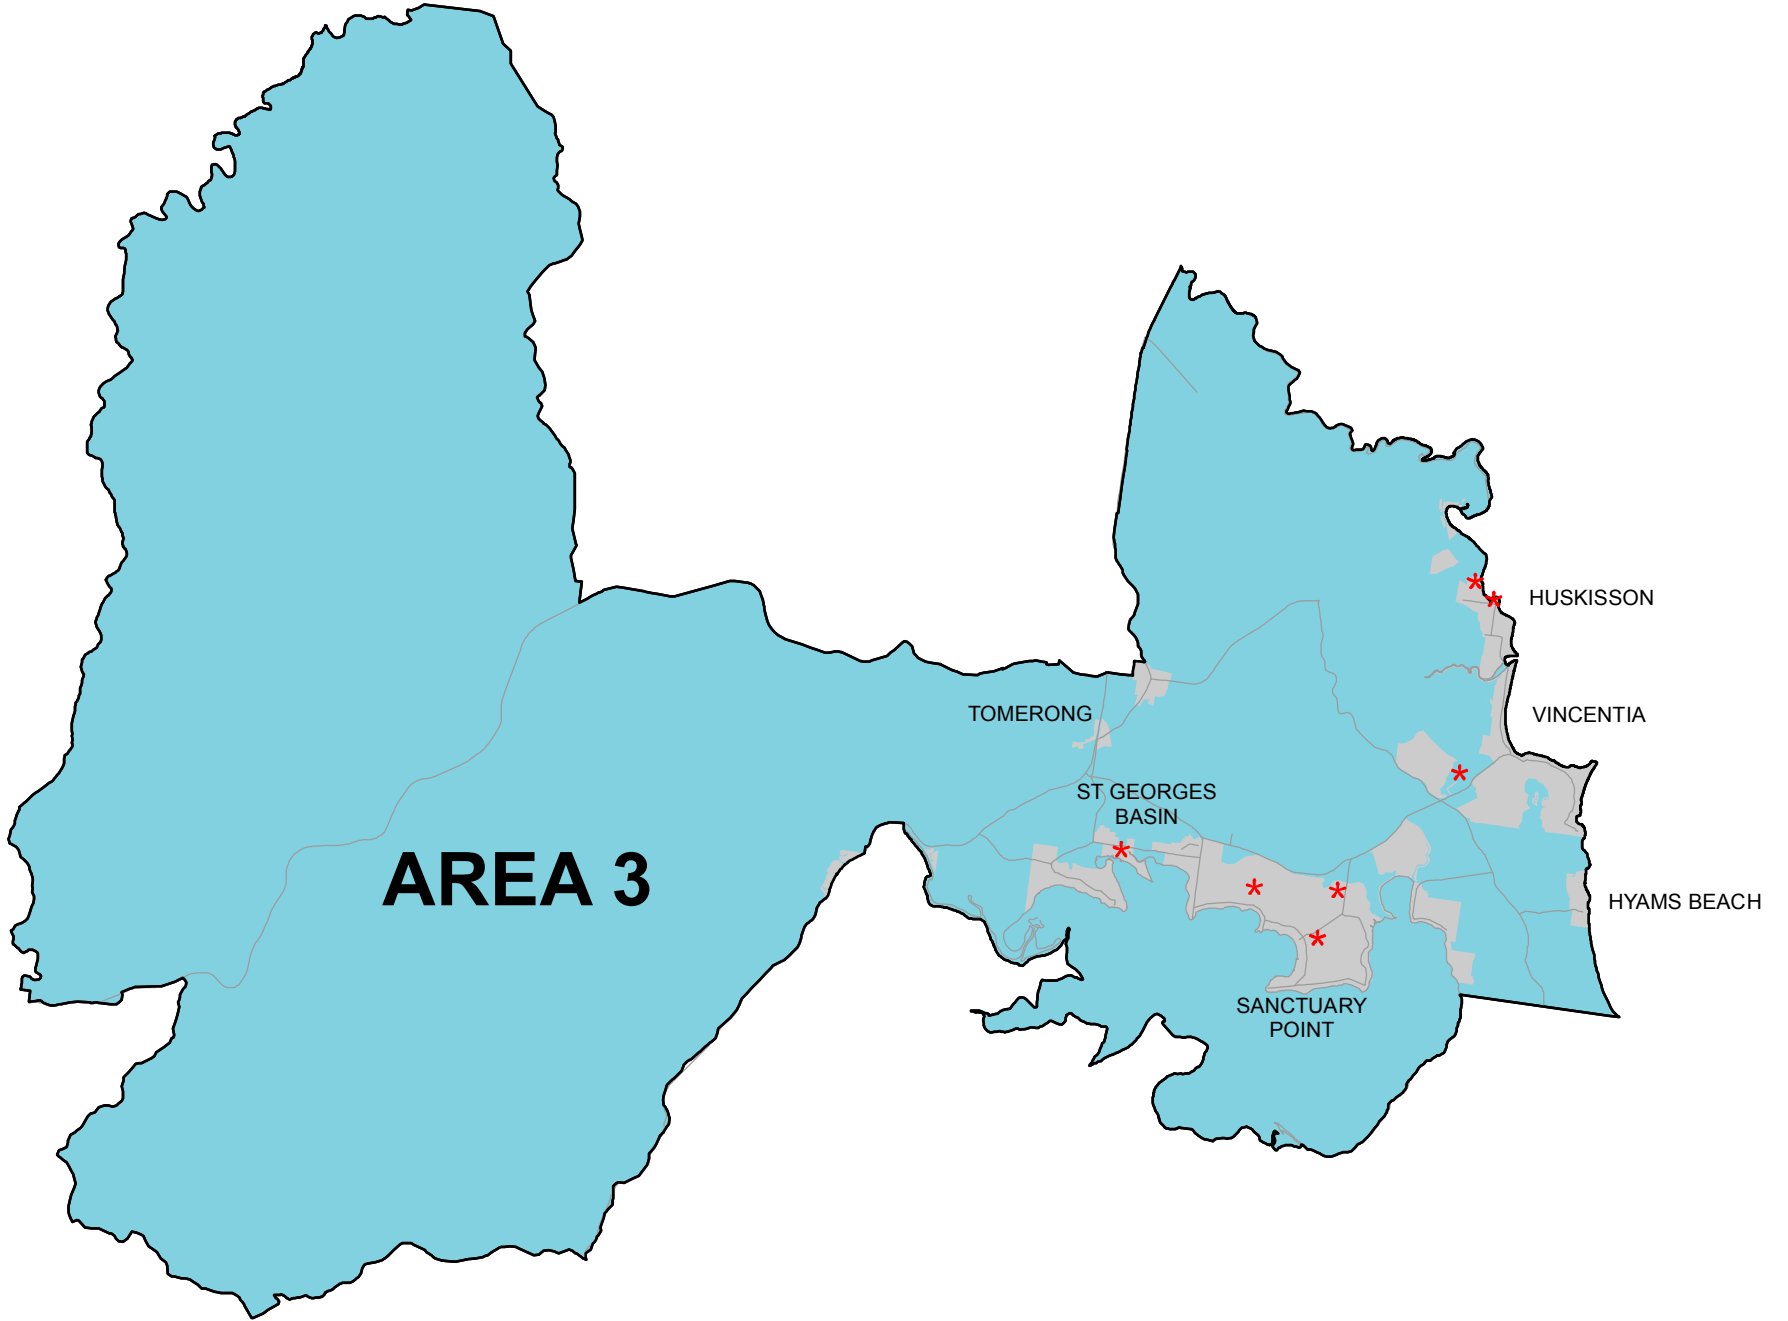 HUSKISSON
TOMERONG
VINCENTIA
ST GEORGES
BASIN
AREA 3
HYAMS BEACH
SANCTUARY
POINT